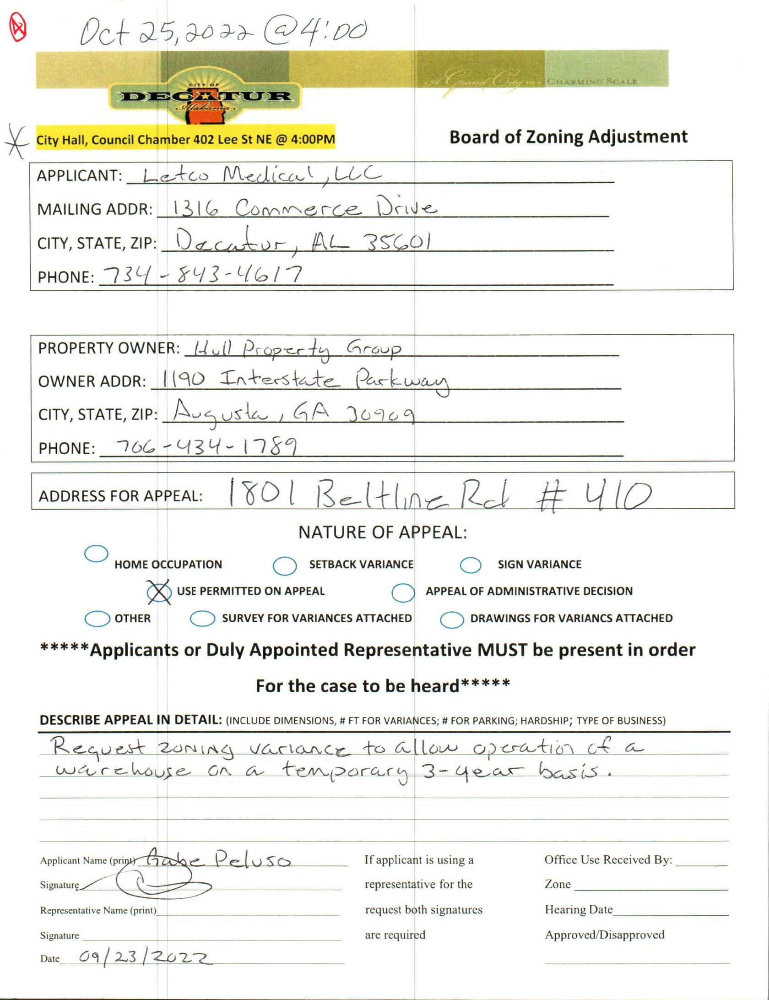 Oct 25, 2022 @ 4:00
A Grand City on a CHARMING SCALE
CITY OF
DECATUR
Alabama
City Hall, Council Chamber 402 Lee St NE @ 4:00PM
Board of Zoning Adjustment
APPLICANT: Letco Medical, LLC
MAILING ADDR: 1316 Commerce Drive
CITY, STATE, ZIP: Decatur, AL 35601
PHONE: 734-843-4617
PROPERTY OWNER: Hull Property Group
OWNER ADDR: 1190 Interstate Parkway
CITY, STATE, ZIP: Augusta, GA 30909
PHONE: 706-434-1789
ADDRESS FOR APPEAL: 1801 Beltline Rd # 410
NATURE OF APPEAL:
HOME OCCUPATION SETBACK VARIANCE SIGN VARIANCE
X USE PERMITTED ON APPEAL APPEAL OF ADMINISTRATIVE DECISION
OTHER SURVEY FOR VARIANCES ATTACHED DRAWINGS FOR VARIANCS ATTACHED
*****Applicants or Duly Appointed Representative MUST be present in order
For the case to be heard*****
DESCRIBE APPEAL IN DETAIL: (INCLUDE DIMENSIONS, # FT FOR VARIANCES; # FOR PARKING; HARDSHIP; TYPE OF BUSINESS)
Request zoning variance to allow operation of a
warehouse on a temporary 3-year basis.
Applicant Name (print) Gabe Peluso If applicant is using a Office Use Received By:
Signature representative for the Zone
Representative Name (print) request both signatures Hearing Date
Signature are required Approved/Disapproved
Date 09/23/2022